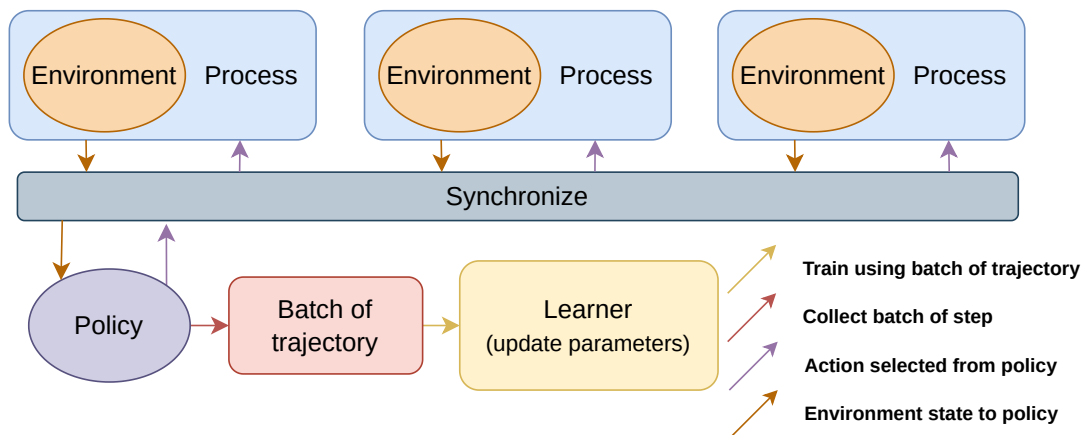 Environment
Process
Environment
Process
Environment
Process
Synchronize
Policy
Batch of
trajectory
Learner
(update parameters)
Train using batch of trajectory
Collect batch of step
Action selected from policy
Environment state to policy